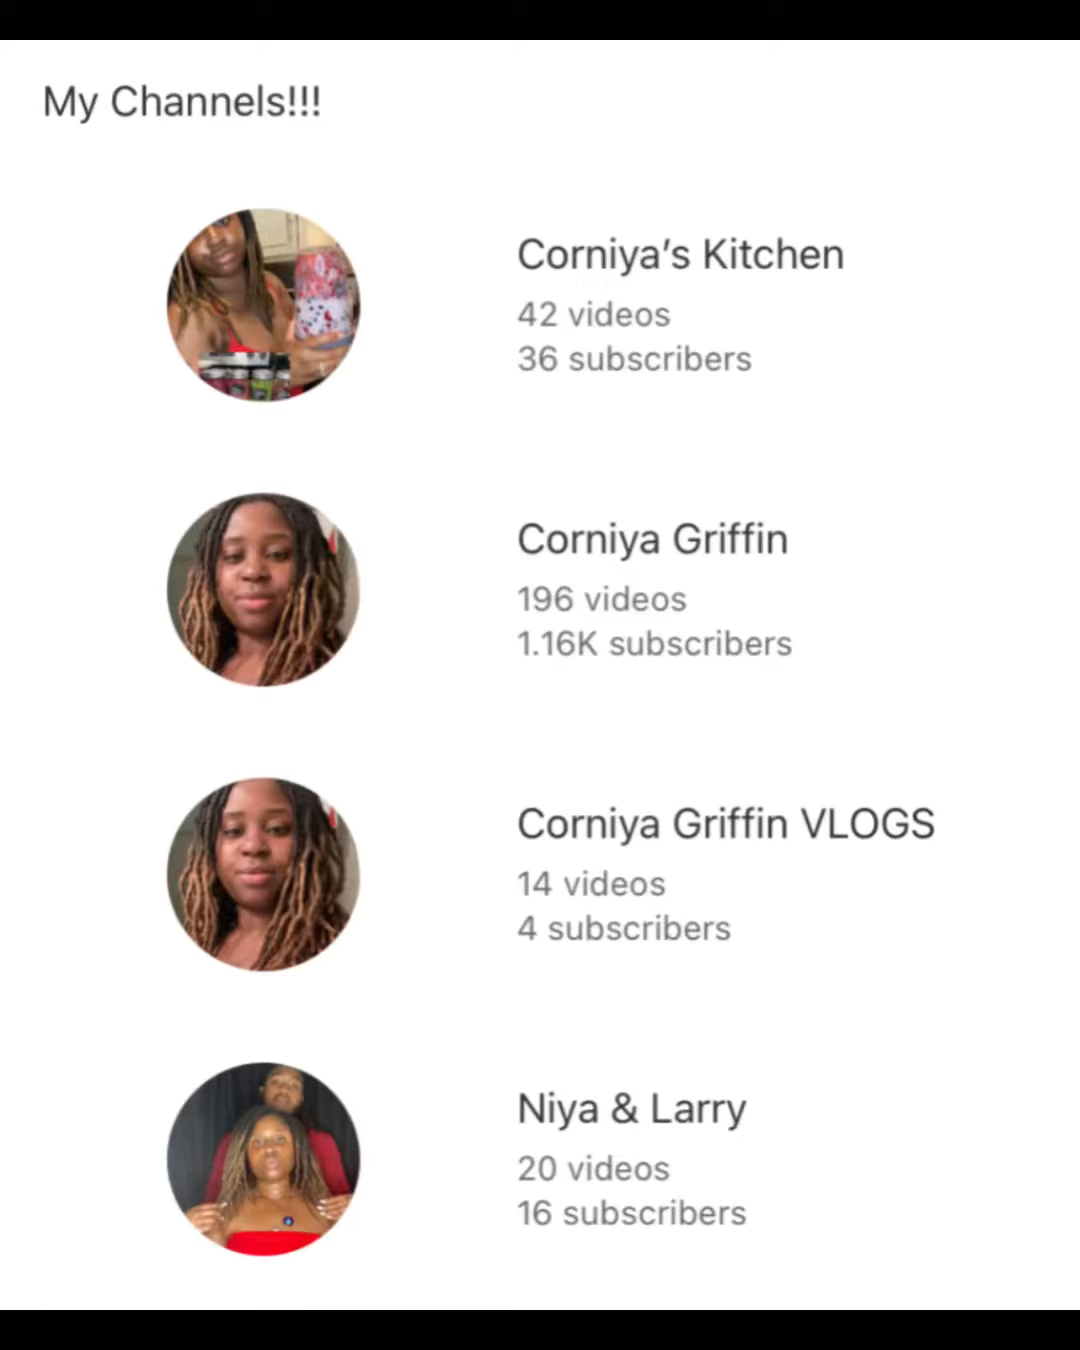 My Channels!!!
Corniya's Kitchen
42 videos
36 subscribers
Corniya Griffin
196 videos
1.16K subscribers
Corniya Griffin VLOGS
14 videos
4 subscribers
Niya & Larry
20 videos
16 subscribers